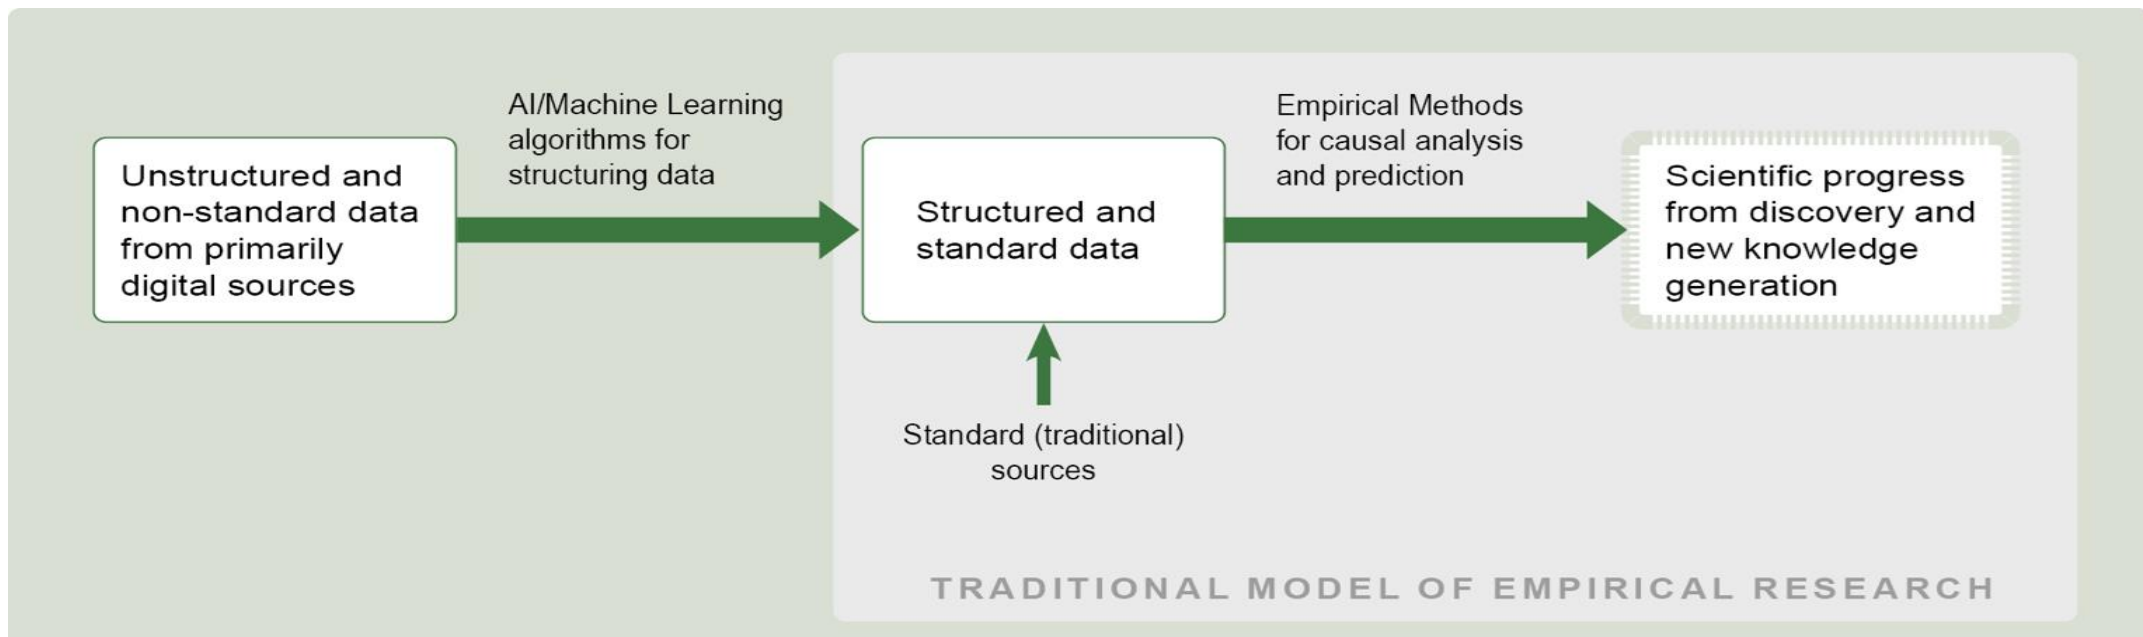 AI/Machine Learning
algorithms for
structuring data
Empirical Methods
for causal analysis
and prediction
Unstructured and
non-standard data
from primarily
digital sources
Structured and
standard data
Scientific progress
from discovery and
new knowledge
generation
Standard (traditional)
sources
TRADITIONAL MODEL OF EMPIRICAL RESEARCH